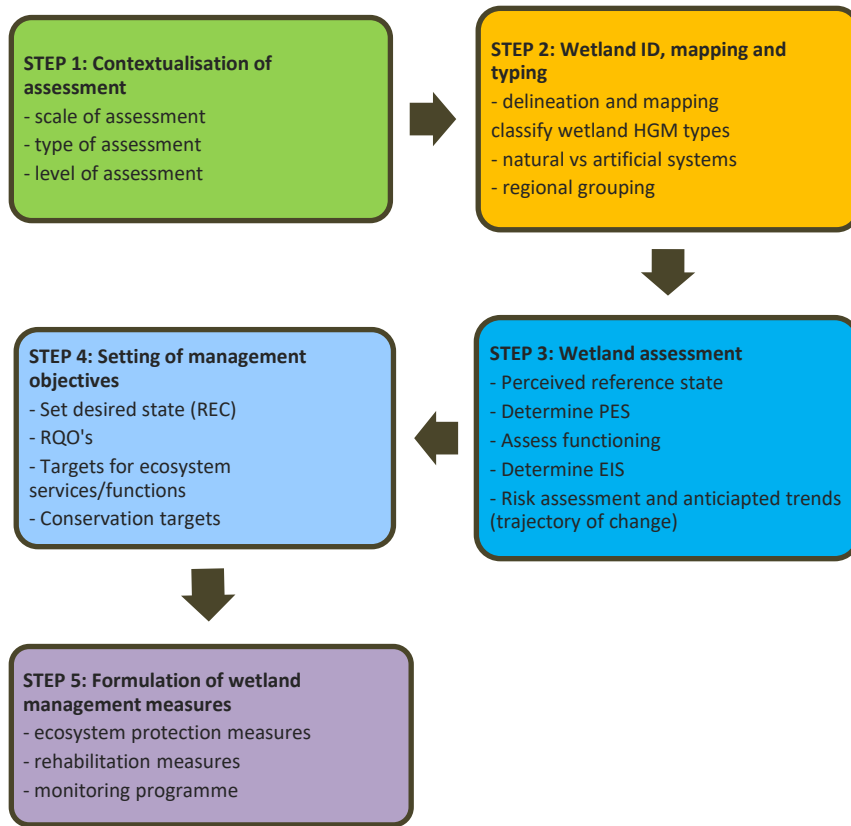 STEP 1: Contextualisation of
assessment
- scale of assessment
- type of assessment
- level of assessment
STEP 2: Wetland ID, mapping and
typing
- delineation and mapping
classify wetland HGM types
- natural vs artificial systems
- regional grouping
STEP 3: Wetland assessment
- Perceived reference state
- Determine PES
- Assess functioning
- Determine EIS
- Risk assessment and anticiapted trends
(trajectory of change)
STEP 4: Setting of management
objectives
- Set desired state (REC)
- RQO's
- Targets for ecosystem
services/functions
- Conservation targets
STEP 5: Formulation of wetland
management measures
- ecosystem protection measures
- rehabilitation measures
- monitoring programme